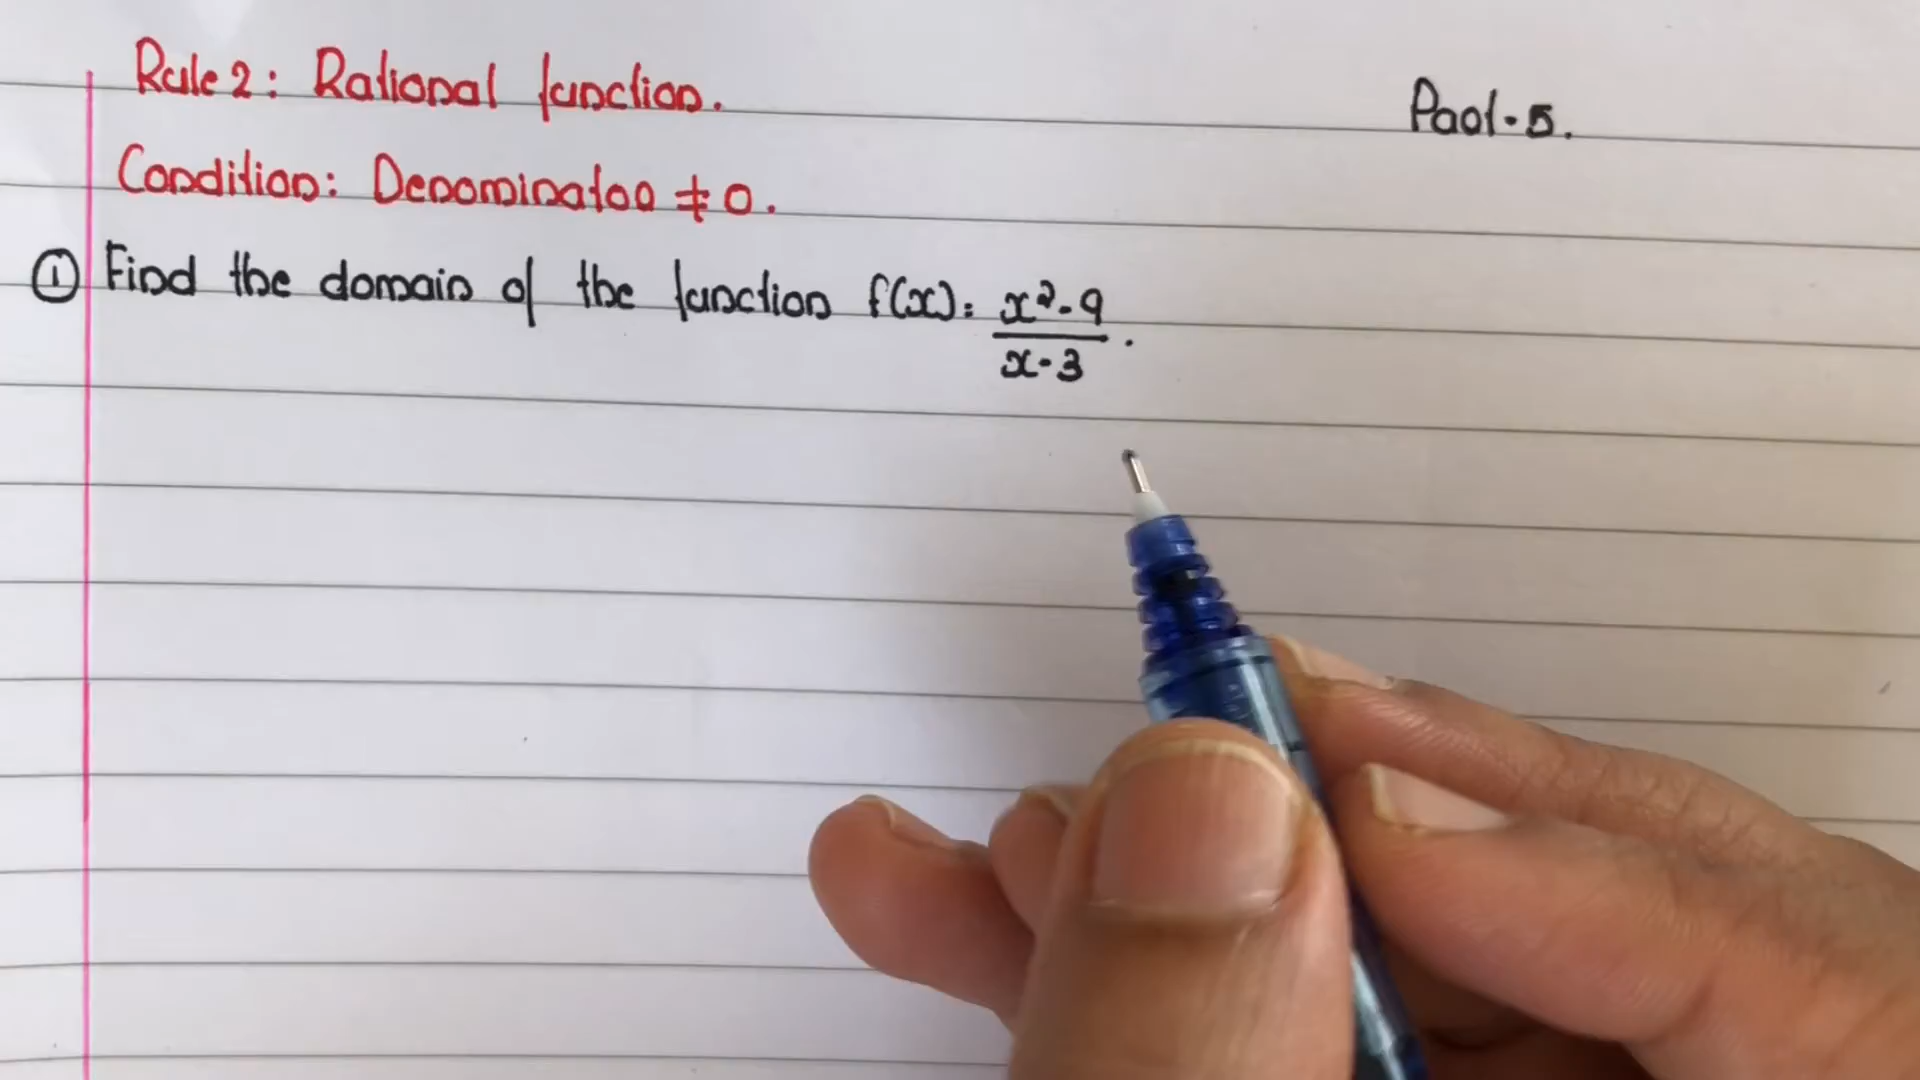 Rule 2: Rational function.
Part-5.
Condition: Denominator ≠ 0.
① Find the domain of the function f(x): x²-9 / x-3.